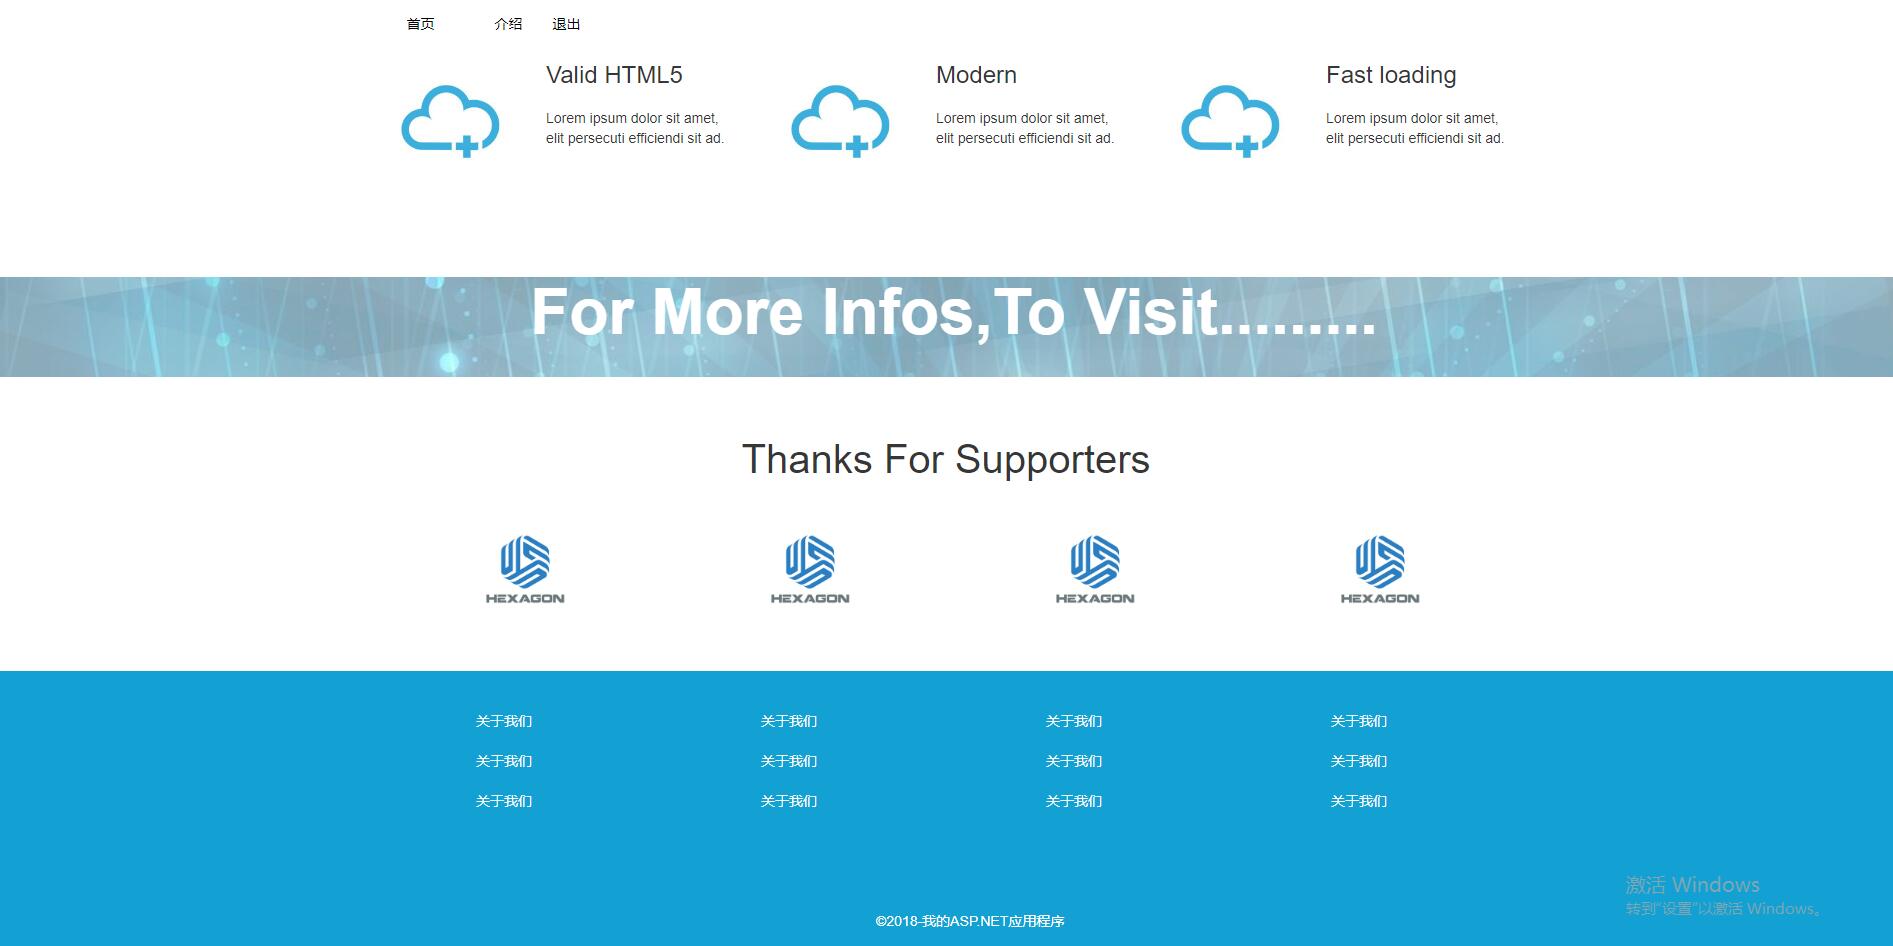 首页 介绍 退出
Valid HTML5
Lorem ipsum dolor sit amet,
elit persecuti efficiendi sit ad.
Modern
Lorem ipsum dolor sit amet,
elit persecuti efficiendi sit ad.
Fast loading
Lorem ipsum dolor sit amet,
elit persecuti efficiendi sit ad.
For More Infos,To Visit.........
Thanks For Supporters
HEXAGON HEXAGON HEXAGON HEXAGON
关于我们 关于我们 关于我们 关于我们
关于我们 关于我们 关于我们 关于我们
关于我们 关于我们 关于我们 关于我们
激活 Windows
转到“设置”以激活 Windows。
©2018-我的ASP.NET应用程序